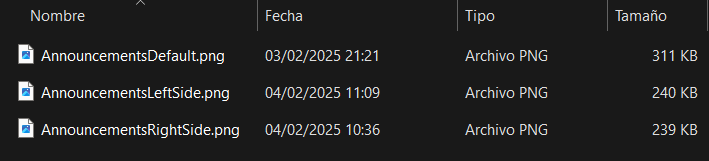 Nombre Fecha Tipo Tamaño
AnnouncementsDefault.png 03/02/2025 21:21 Archivo PNG 311 KB
AnnouncementsLeftSide.png 04/02/2025 11:09 Archivo PNG 240 KB
AnnouncementsRightSide.png 04/02/2025 10:36 Archivo PNG 239 KB